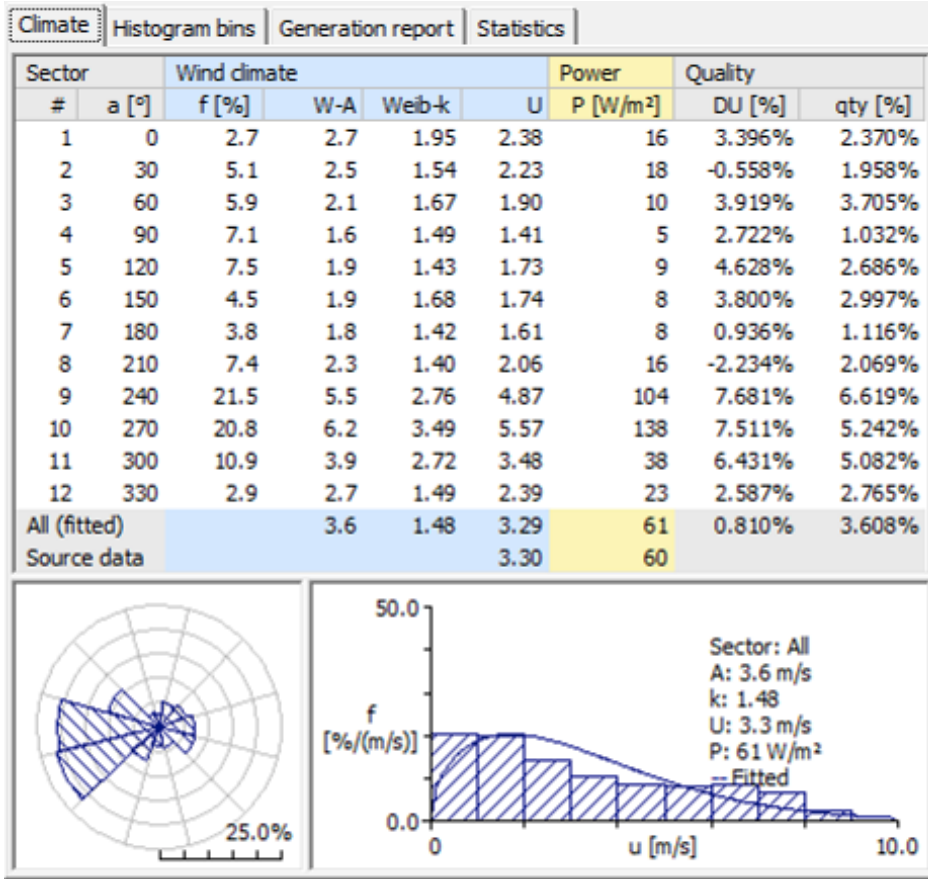 Climate Histogram bins Generation report Statistics
Sector Wind climate Power Quality
# a [°] f [%] W-A Weib-k U P [W/m²] DU [%] qty [%]
1 0 2.7 2.7 1.95 2.38 16 3.396% 2.370%
2 30 5.1 2.5 1.54 2.23 18 -0.558% 1.958%
3 60 5.9 2.1 1.67 1.90 10 3.919% 3.705%
4 90 7.1 1.6 1.49 1.41 5 2.722% 1.032%
5 120 7.5 1.9 1.43 1.73 9 4.628% 2.686%
6 150 4.5 1.9 1.68 1.74 8 3.800% 2.997%
7 180 3.8 1.8 1.42 1.61 8 0.936% 1.116%
8 210 7.4 2.3 1.40 2.06 16 -2.234% 2.069%
9 240 21.5 5.5 2.76 4.87 104 7.681% 6.619%
10 270 20.8 6.2 3.49 5.57 138 7.511% 5.242%
11 300 10.9 3.9 2.72 3.48 38 6.431% 5.082%
12 330 2.9 2.7 1.49 2.39 23 2.587% 2.765%
All (fitted) 3.6 1.48 3.29 61 0.810% 3.608%
Source data 3.30 60
25.0%
50.0
f
[%/(m/s)]
0.0
Sector: All
A: 3.6 m/s
k: 1.48
U: 3.3 m/s
P: 61 W/m²
Fitted
0 u [m/s] 10.0